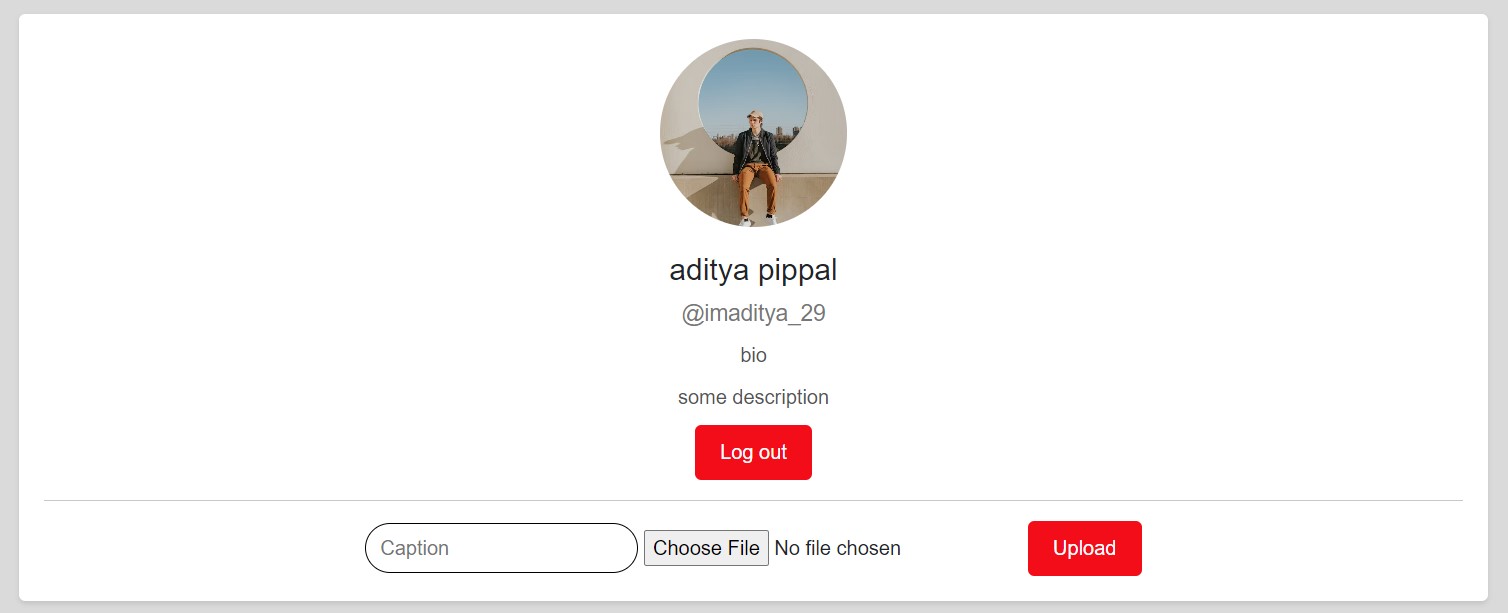 aditya pippal
@imaditya_29
bio
some description
Log out
Caption Choose File No file chosen Upload